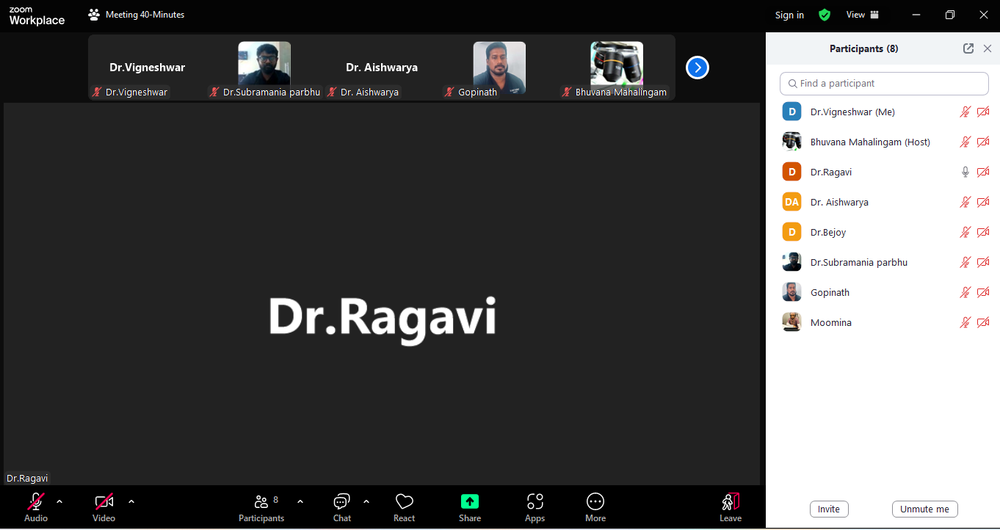 zoom
Workplace
Meeting 40-Minutes
Sign in
View
Dr.Vigneshwar
Dr. Aishwarya
Dr.Vigneshwar
Dr.Subramania parbhu
Dr. Aishwarya
Gopinath
Bhuvana Mahalingam
Dr.Ragavi
Dr.Ragavi
Participants (8)
Find a participant
D Dr.Vigneshwar (Me)
Bhuvana Mahalingam (Host)
D Dr.Ragavi
DA Dr. Aishwarya
D Dr.Bejoy
Dr.Subramania parbhu
Gopinath
Moomina
Invite
Unmute me
Audio
Video
8
Participants
Chat
React
Share
Apps
More
Leave